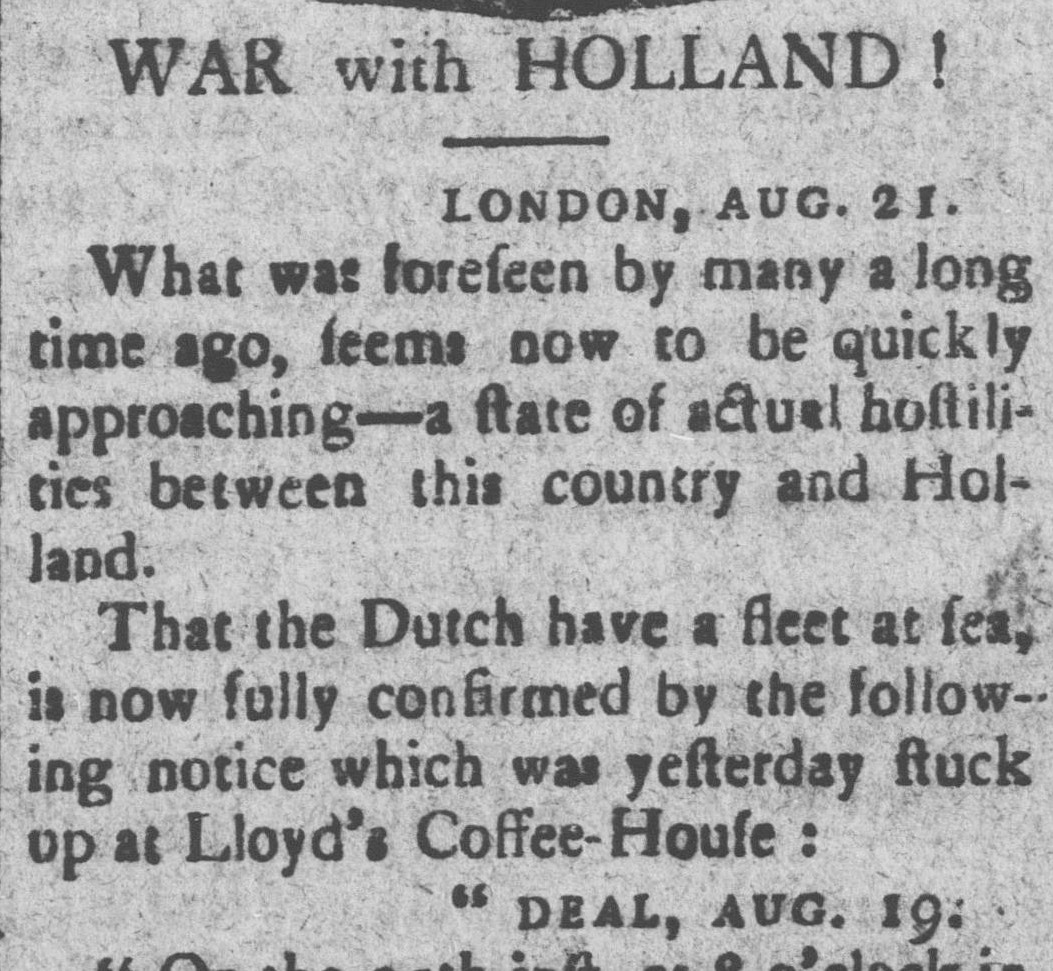 WAR with HOLLAND !
LONDON, AUG. 21.
What was foreſeen by many a long
time ago, ſeems now to be quickly
approaching—a ſtate of actual hoſtili-
ties between this country and Hol-
land.
That the Dutch have a fleet at ſea,
is now fully confirmed by the follow-
ing notice which was yeſterday ſtuck
up at Lloyd's Coffee-Houſe :
“ DEAL, AUG. 19.
“ On the